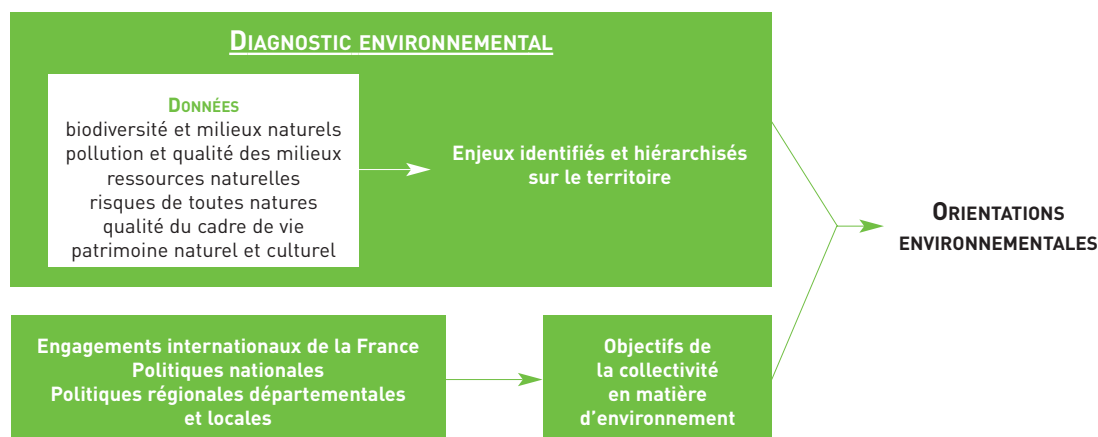 DIAGNOSTIC ENVIRONNEMENTAL
DONNÉES
biodiversité et milieux naturels
pollution et qualité des milieux
ressources naturelles
risques de toutes natures
qualité du cadre de vie
patrimoine naturel et culturel
Enjeux identifiés et hiérarchisés
sur le territoire
ORIENTATIONS
ENVIRONNEMENTALES
Engagements internationaux de la France
Politiques nationales
Politiques régionales départementales
et locales
Objectifs de
la collectivité
en matière
d’environnement